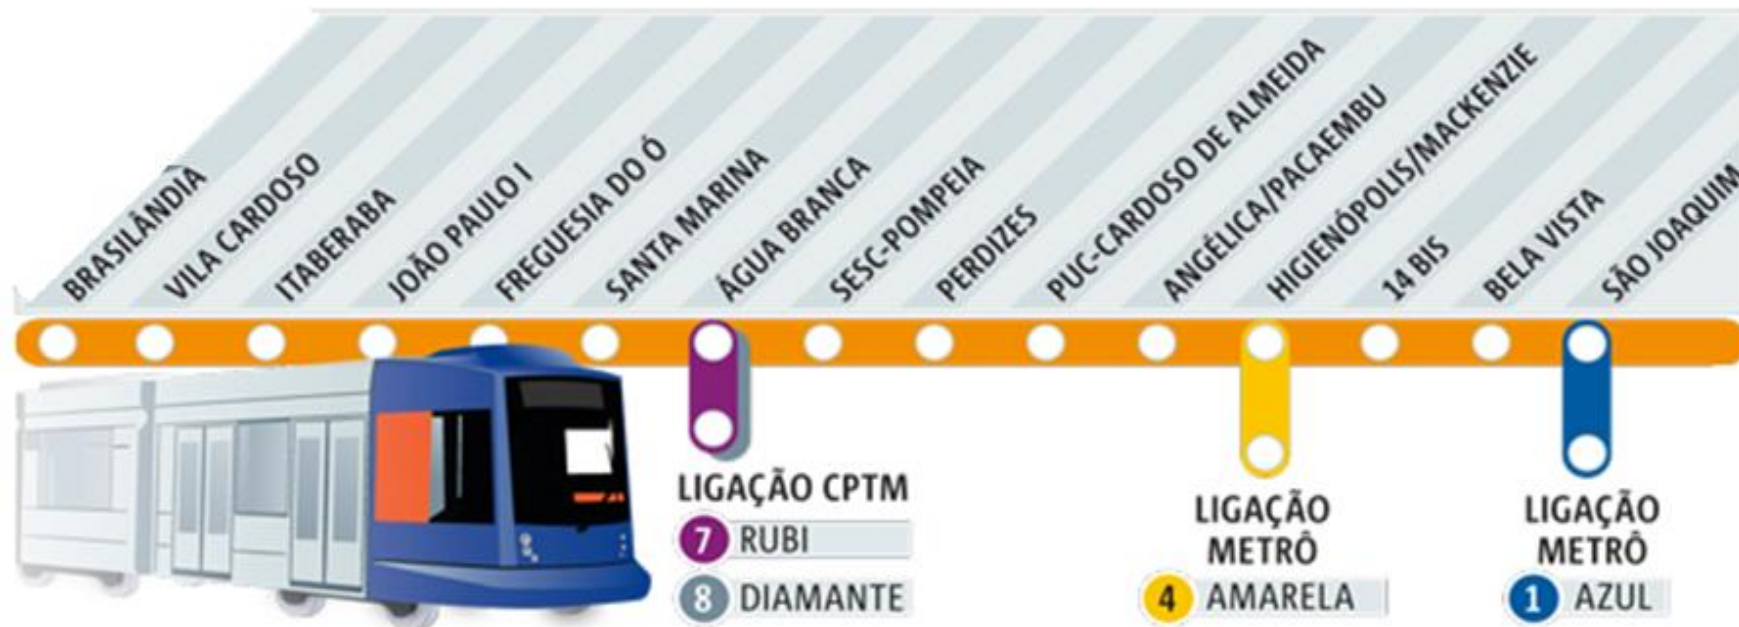 BRASILÂNDIA
VILA CARDOSO
ITABERABA
JOÃO PAULO I
FREGUESIA DO Ó
SANTA MARINA
ÁGUA BRANCA
SESC-POMPEIA
PERDIZES
PUC-CARDOSO DE ALMEIDA
ANGÉLICA/PACAEMBU
HIGIENÓPOLIS/MACKENZIE
14 BIS
BELA VISTA
SÃO JOAQUIM
LIGAÇÃO CPTM
7 RUBI
8 DIAMANTE
LIGAÇÃO
METRÔ
4 AMARELA
LIGAÇÃO
METRÔ
1 AZUL